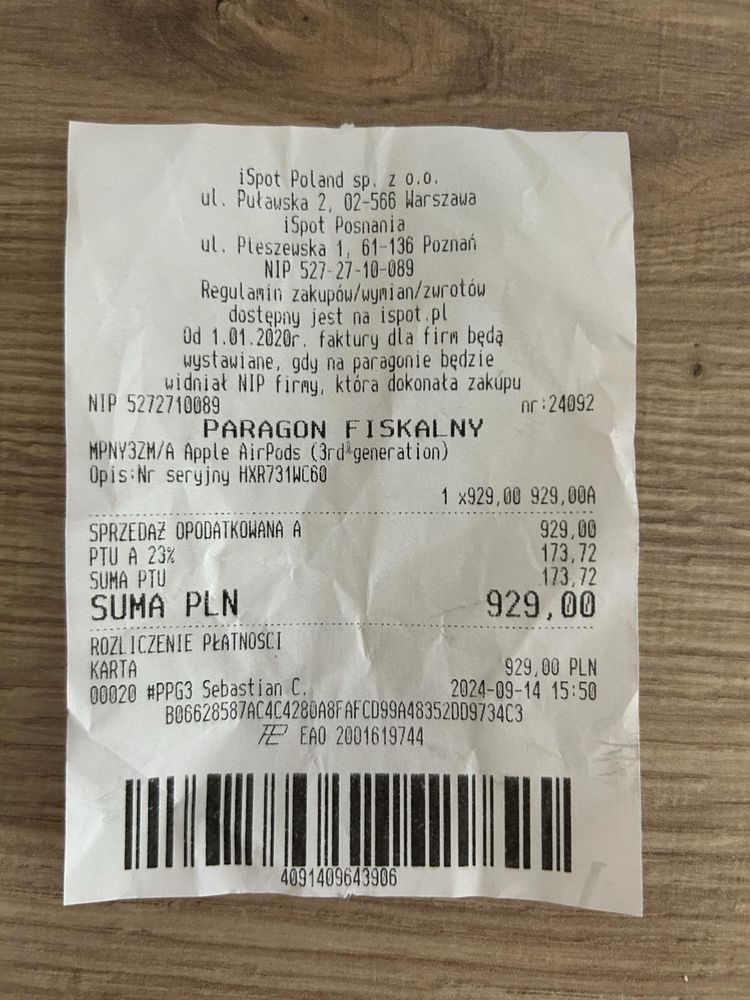 iSpot Poland sp. z o.o.
ul. Puławska 2, 02-566 Warszawa
iSpot Posnania
ul. Pleszewska 1, 61-136 Poznań
NIP 527-27-10-089
Regulamin zakupów/wymian/zwrotów
dostępny jest na ispot.pl
Od 1.01.2020r. faktury dla firm będą
wystawiane, gdy na paragonie będzie
widniał NIP firmy, która dokonała zakupu
NIP 5272710089 nr:24092
PARAGON FISKALNY
MPNY3ZM/A Apple AirPods (3rd generation)
Opis:Nr seryjny HXR731WC60
1 x929,00 929,00A
SPRZEDAŻ OPODATKOWANA A 929,00
PTU A 23% 173,72
SUMA PTU 173,72
SUMA PLN 929,00
ROZLICZENIE PŁATNOŚCI
KARTA 929,00 PLN
00020 #PPG3 Sebastian C. 2024-09-14 15:50
B06628587AC4C4280A8FAFCD99A48352DD9734C3
EAO 2001619744
4091409643906